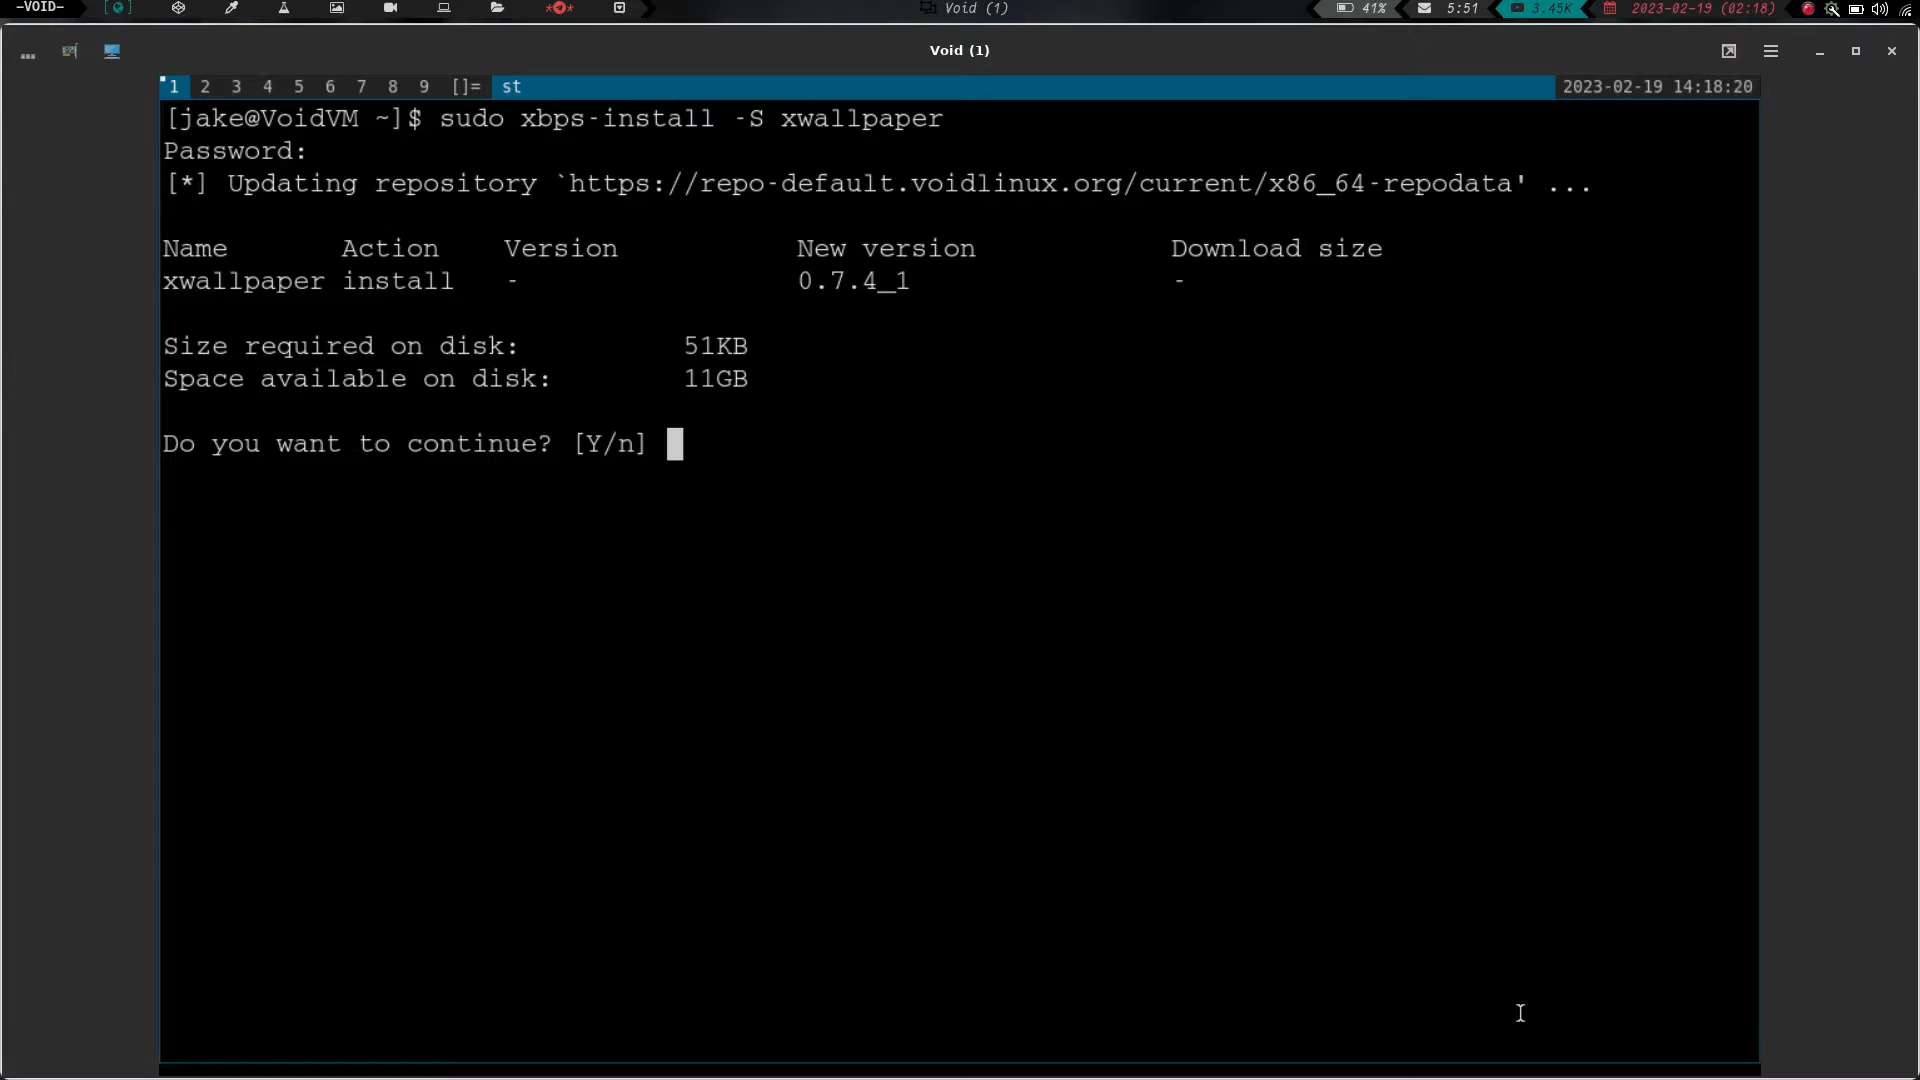 -VOID-
Void (1)
41%
5:51
3.45K
2023-02-19 (02:18)
Void (1)
1 2 3 4 5 6 7 8 9 []= st
2023-02-19 14:18:20
[jake@VoidVM ~]$ sudo xbps-install -S xwallpaper
Password:
[*] Updating repository `https://repo-default.voidlinux.org/current/x86_64-repodata' ...
Name Action Version New version Download size
xwallpaper install - 0.7.4_1 -
Size required on disk: 51KB
Space available on disk: 11GB
Do you want to continue? [Y/n]